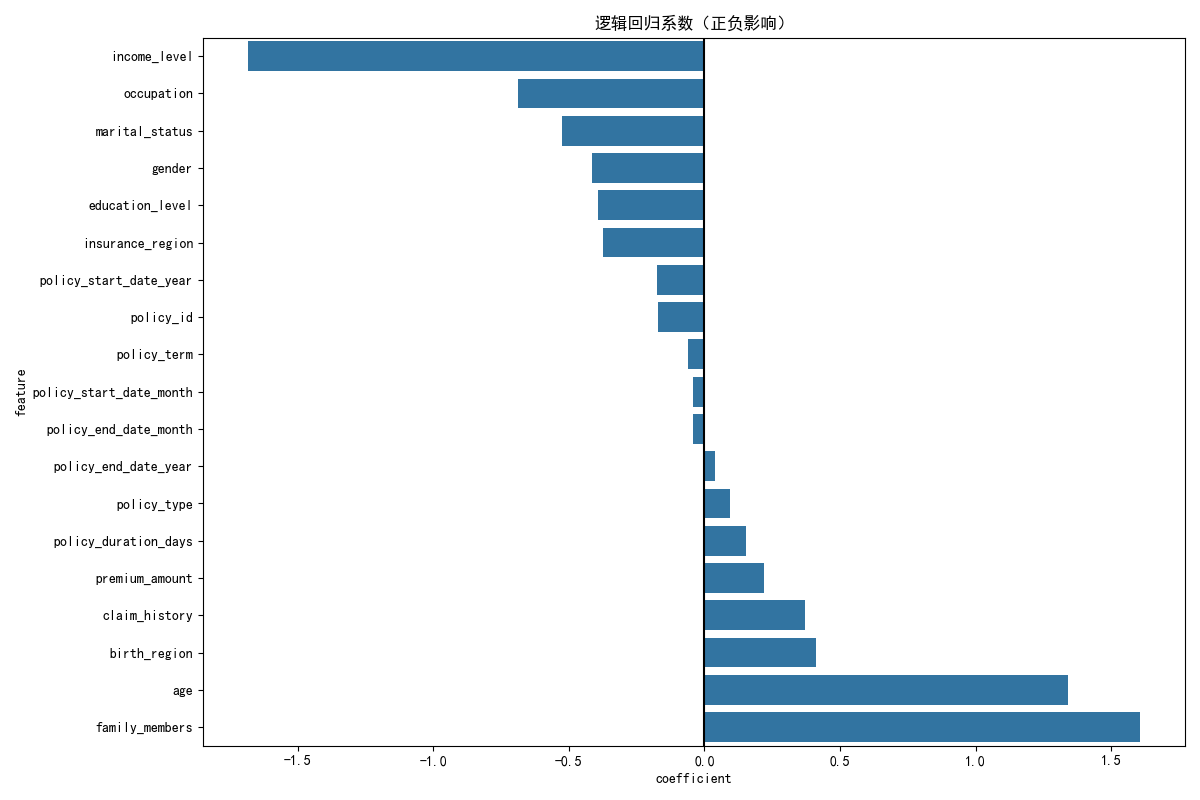 逻辑回归系数（正负影响）
income_level
occupation
marital_status
gender
education_level
insurance_region
policy_start_date_year
policy_id
policy_term
policy_start_date_month
policy_end_date_month
policy_end_date_year
policy_type
policy_duration_days
premium_amount
claim_history
birth_region
age
family_members
feature
-1.5
-1.0
-0.5
0.0
0.5
1.0
1.5
coefficient